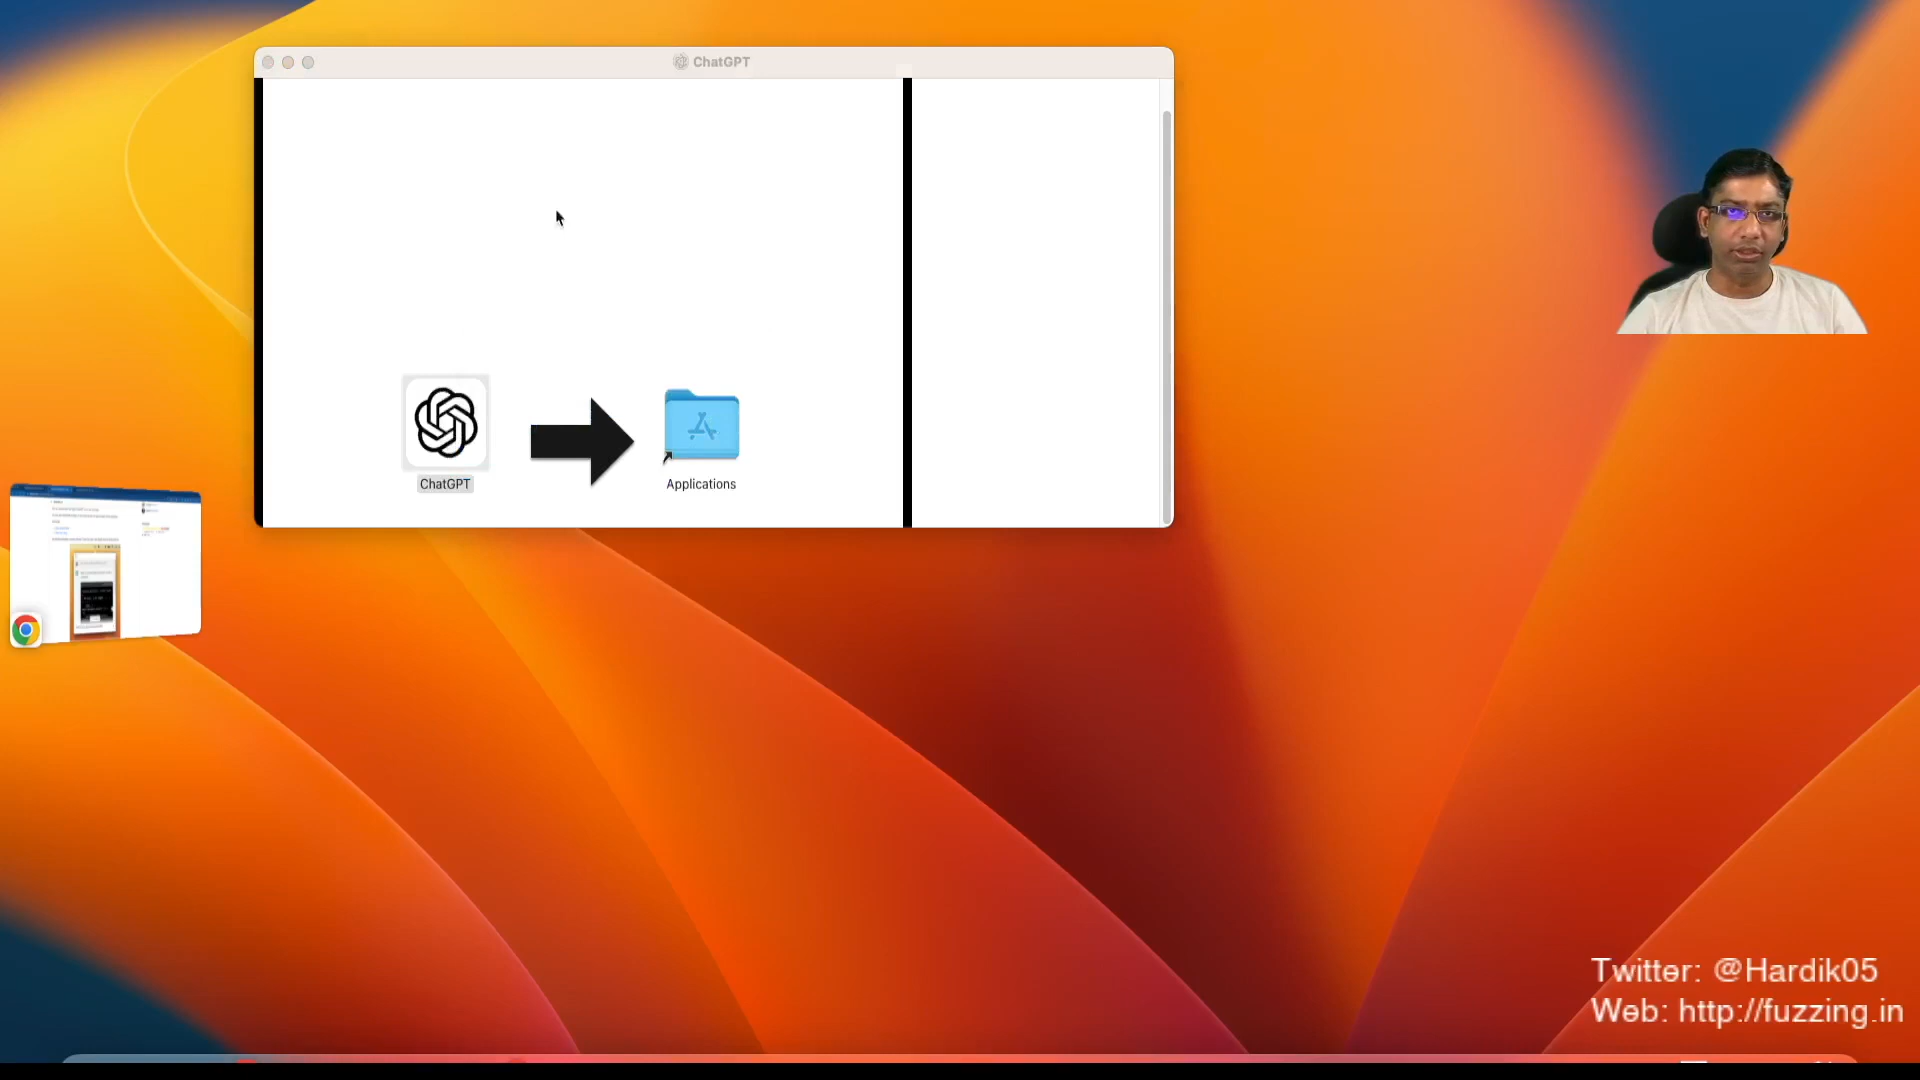 ChatGPT
ChatGPT
Applications
Twitter: @Hardik05
Web: http://fuzzing.in